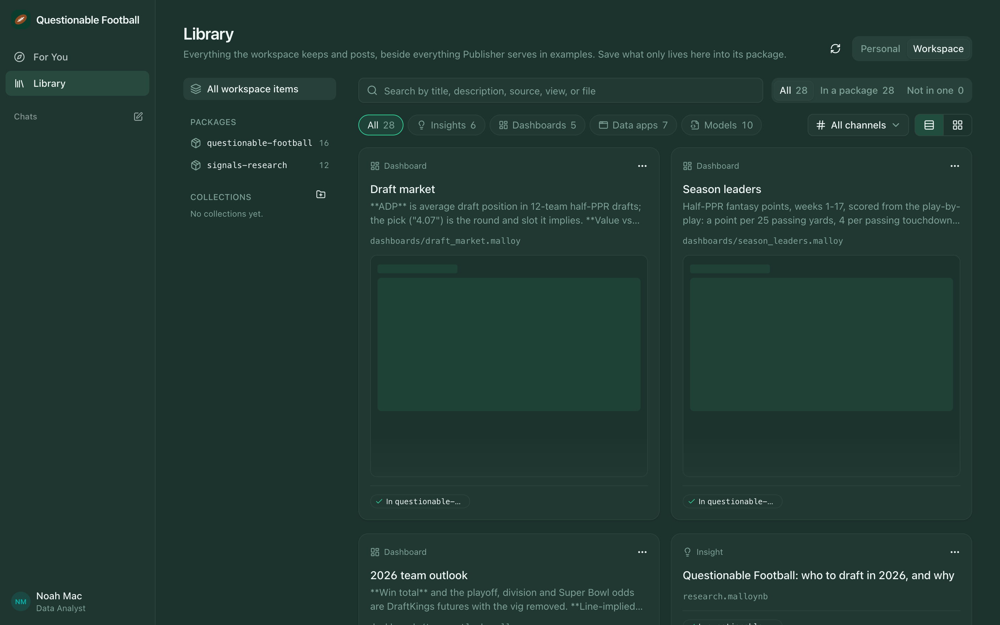 Questionable Football
For You
Library
Chats
NM
Noah Mac
Data Analyst
Library
Everything the workspace keeps and posts, beside everything Publisher serves in examples. Save what only lives here into its package.
Personal
Workspace
All workspace items
PACKAGES
questionable-football 16
signals-research 12
COLLECTIONS
No collections yet.
Search by title, description, source, view, or file
All 28
In a package 28
Not in one 0
All 28
Insights 6
Dashboards 5
Data apps 7
Models 10
All channels
Dashboard
Draft market
**ADP** is average draft position in 12-team half-PPR drafts;
the pick ("4.07") is the round and slot it implies. **Value vs...
dashboards/draft_market.malloy
In questionable-...
Dashboard
Season leaders
Half-PPR fantasy points, weeks 1-17, scored from the play-by-
play: a point per 25 passing yards, 4 per passing touchdown...
dashboards/season_leaders.malloy
In questionable-...
Dashboard
2026 team outlook
**Win total** and the playoff, division and Super Bowl odds
are DraftKings futures with the vig removed. **Line-implied...
Insight
Questionable Football: who to draft in 2026, and why
research.malloynb